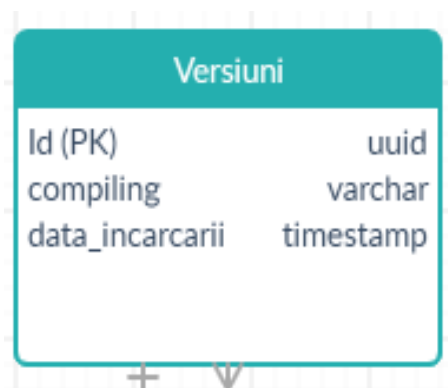 Versiuni
Id (PK) uuid
compiling varchar
data_incarcarii timestamp